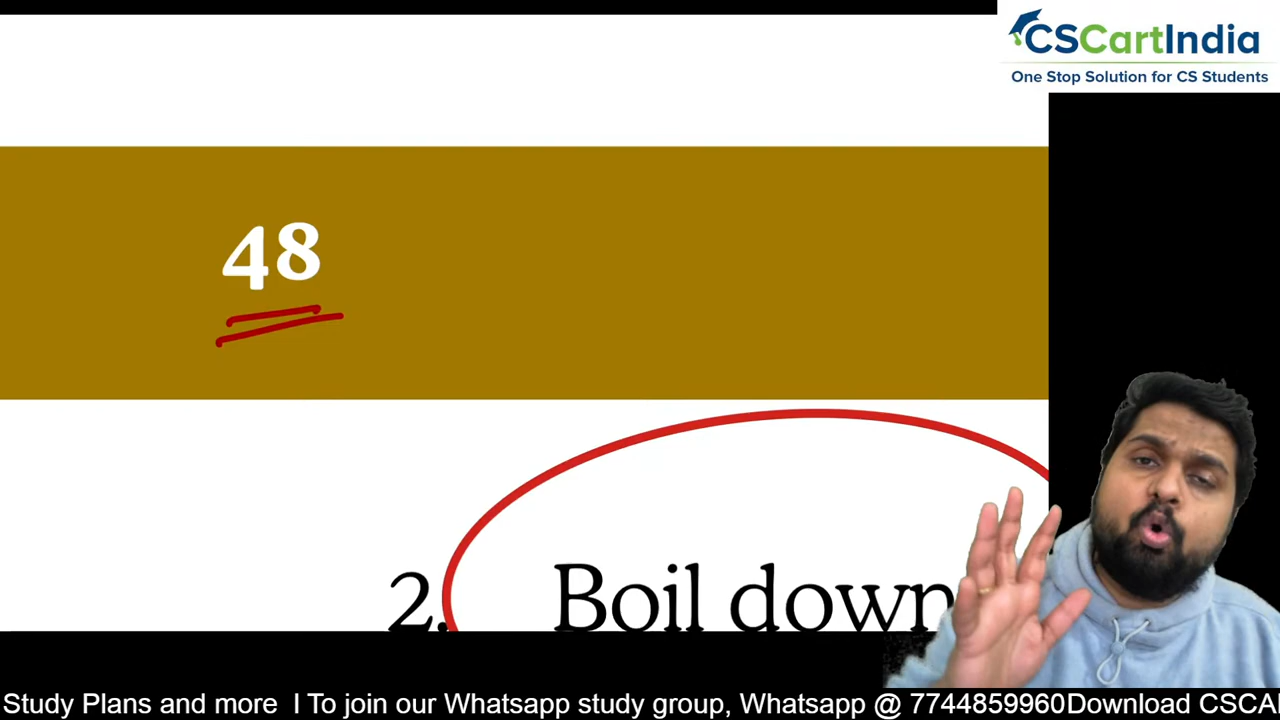 CSCartIndia
One Stop Solution for CS Students
48
2. Boil down
Study Plans and more I To join our Whatsapp study group, Whatsapp @ 7744859960Download CSCA